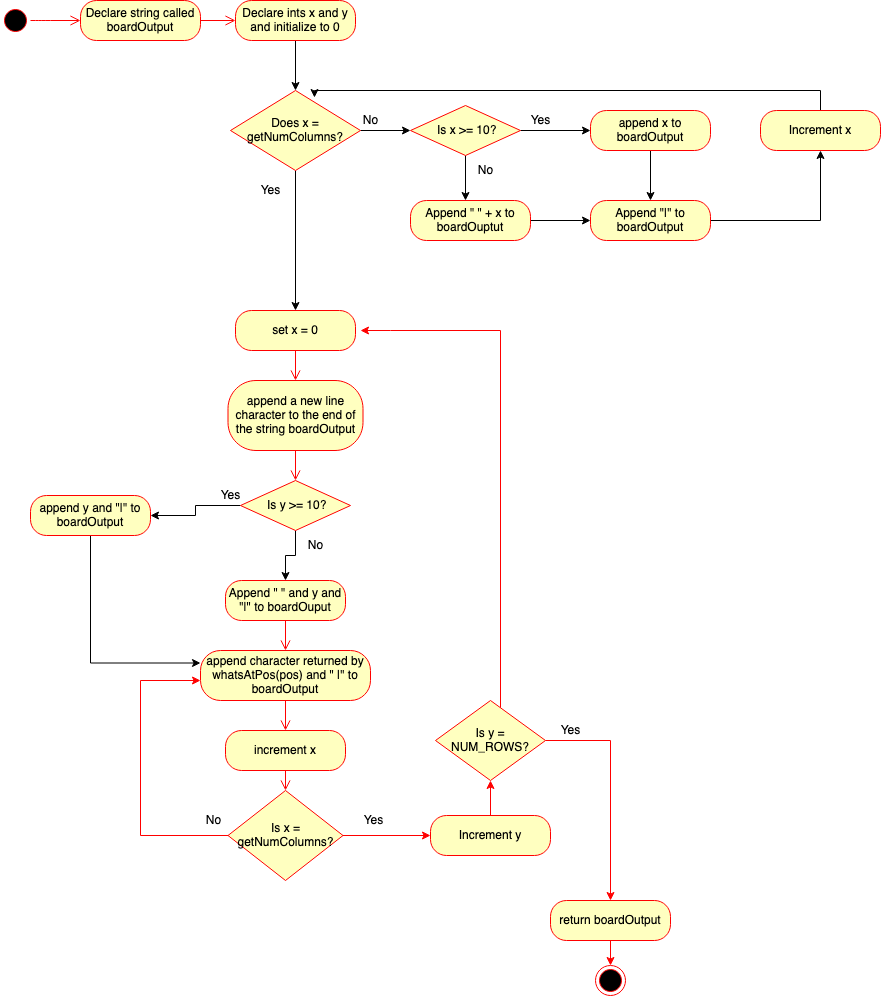 Declare string called
boardOutput
Declare ints x and y
and initialize to 0
Does x =
getNumColumns?
No
Is x >= 10?
Yes
append x to
boardOutput
Increment x
Yes
No
Append " " + x to
boardOuptut
Append "|" to
boardOutput
set x = 0
append a new line
character to the end of
the string boardOutput
Is y >= 10?
Yes
append y and "|" to
boardOutput
No
Append " " and y and
"|" to boardOuput
append character returned by
whatsAtPos(pos) and " |" to
boardOutput
increment x
Is x =
getNumColumns?
No
Yes
Increment y
Is y =
NUM_ROWS?
Yes
return boardOutput